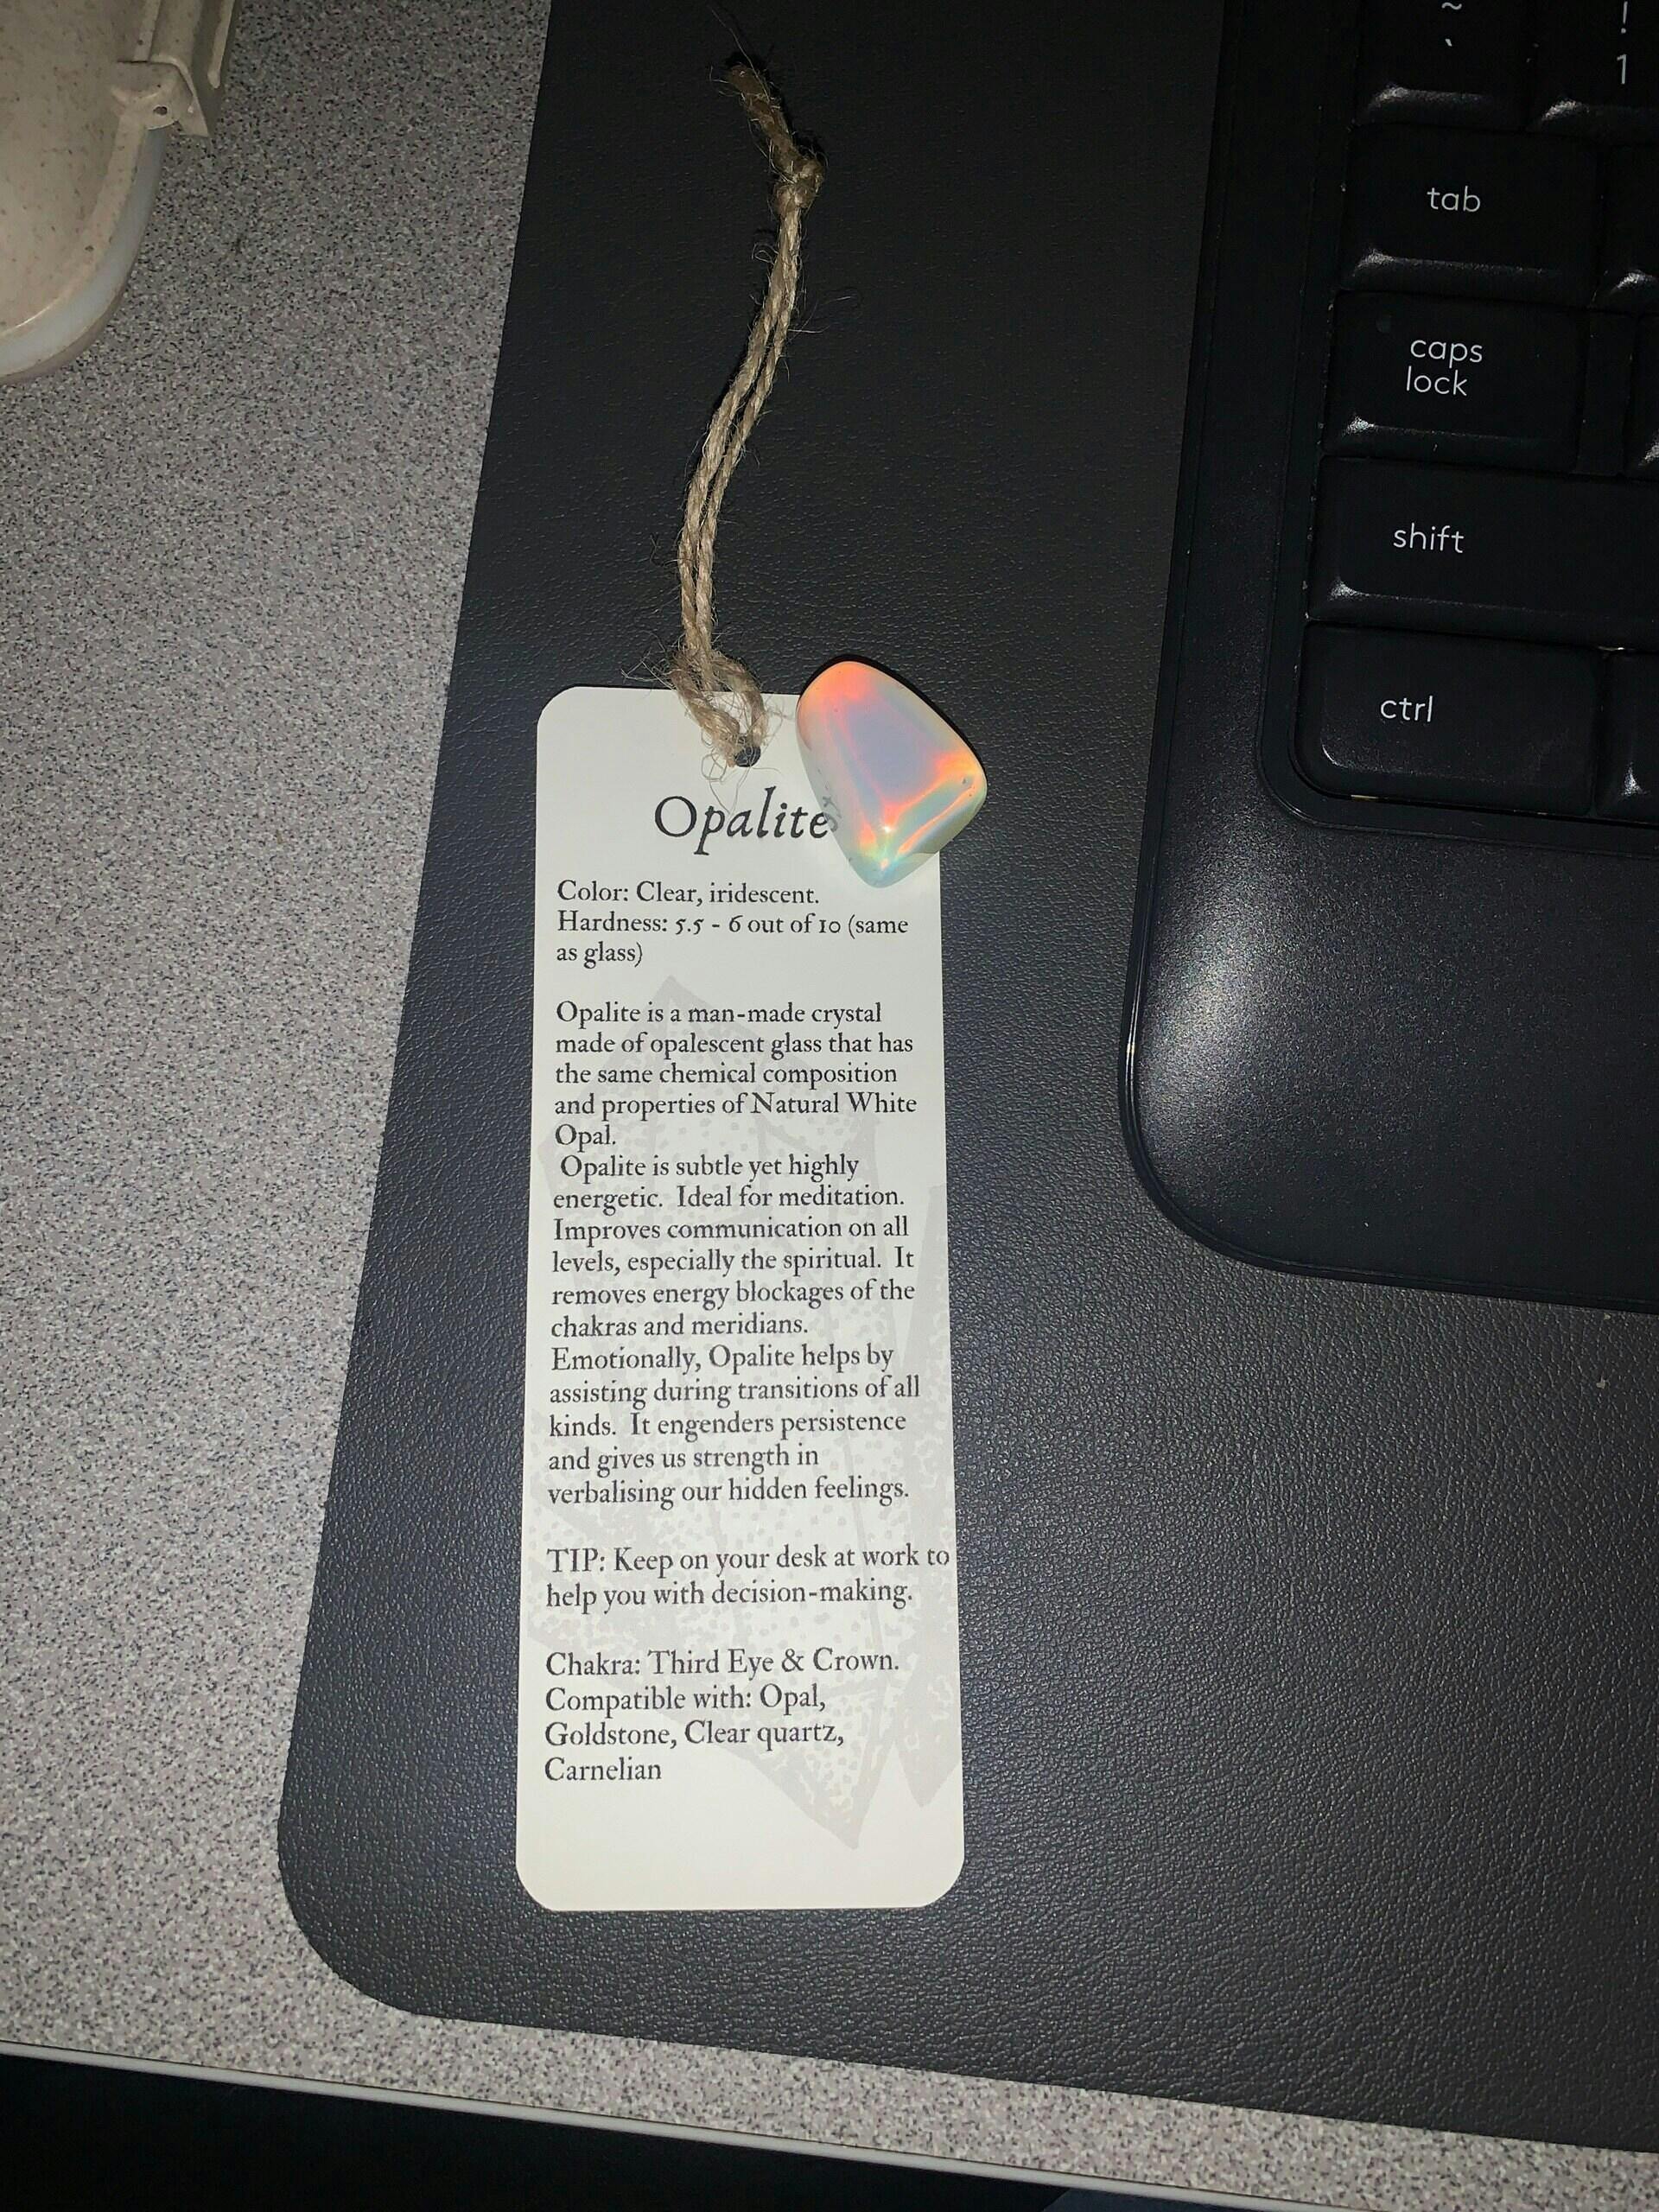 ~
`
!
1
tab
caps
lock
shift
ctrl
Opalite
Color: Clear, iridescent.
Hardness: 5.5 - 6 out of 10 (same
as glass)
Opalite is a man-made crystal
made of opalescent glass that has
the same chemical composition
and properties of Natural White
Opal.
Opalite is subtle yet highly
energetic. Ideal for meditation.
Improves communication on all
levels, especially the spiritual. It
removes energy blockages of the
chakras and meridians.
Emotionally, Opalite helps by
assisting during transitions of all
kinds. It engenders persistence
and gives us strength in
verbalising our hidden feelings.
TIP: Keep on your desk at work to
help you with decision-making.
Chakra: Third Eye & Crown.
Compatible with: Opal,
Goldstone, Clear quartz,
Carnelian